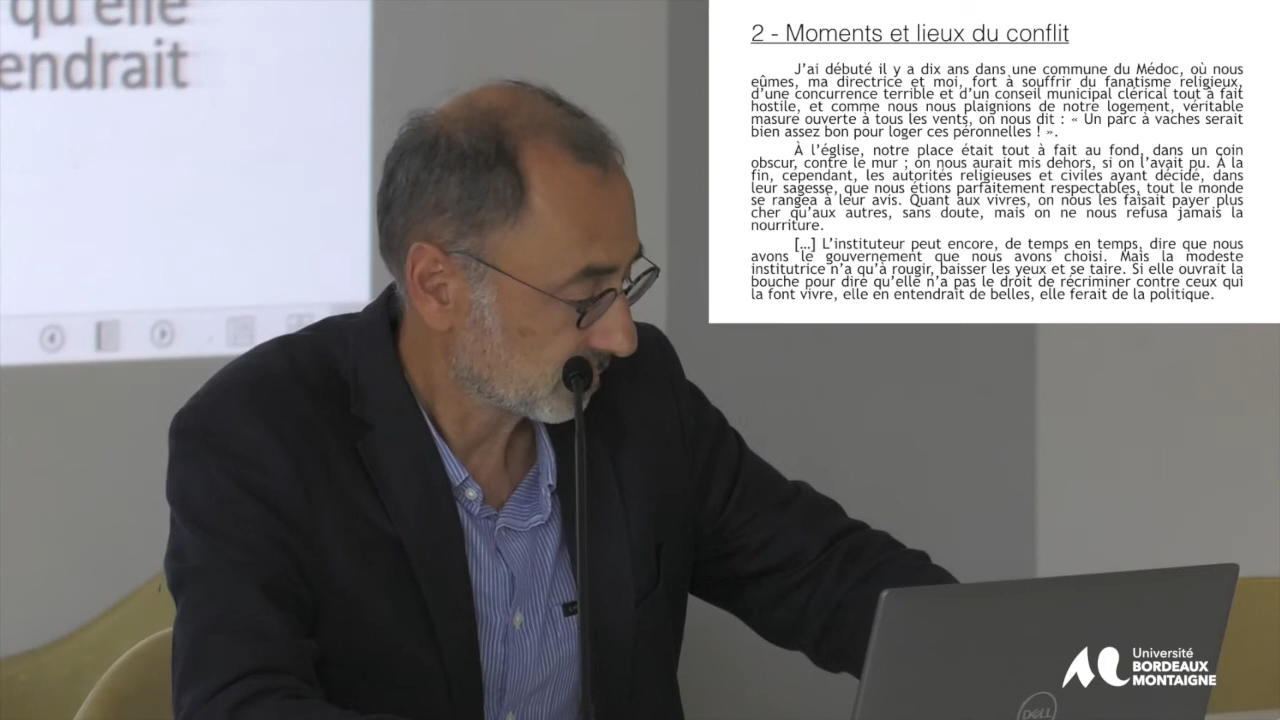 qu'elle
endrait
2 - Moments et lieux du conflit
J'ai débuté il y a dix ans dans une commune du Médoc, où nous
eûmes, ma directrice et moi, fort à souffrir du fanatisme religieux,
d'une concurrence terrible et d'un conseil municipal clérical tout à fait
hostile, et comme nous nous plaignions de notre logement, véritable
masure ouverte à tous les vents, on nous dit : « Un parc à vaches serait
bien assez bon pour loger ces péronnelles ! ».
À l'église, notre place était tout à fait au fond, dans un coin
obscur, contre le mur ; on nous aurait mis dehors, si on l'avait pu. À la
fin, cependant, les autorités religieuses et civiles ayant décidé, dans
leur sagesse, que nous étions parfaitement respectables, tout le monde
se rangea à leur avis. Quant aux vivres, on nous les faisait payer plus
cher qu'aux autres, sans doute, mais on ne nous refusa jamais la
nourriture.
[…] L'instituteur peut encore, de temps en temps, dire que nous
avons le gouvernement que nous avons choisi. Mais la modeste
institutrice n'a qu'à rougir, baisser les yeux et se taire. Si elle ouvrait la
bouche pour dire qu'elle n'a pas le droit de récriminer contre ceux qui
la font vivre, elle en entendrait de belles, elle ferait de la politique.
Université
BORDEAUX
MONTAIGNE
DELL